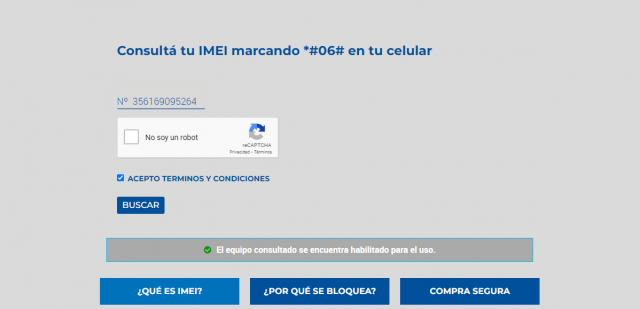 Consultá tu IMEI marcando *#06# en tu celular
Nº 356169095264
No soy un robot
reCAPTCHA
Privacidad - Términos
ACEPTO TERMINOS Y CONDICIONES
BUSCAR
El equipo consultado se encuentra habilitado para el uso.
¿QUÉ ES IMEI?
¿POR QUÉ SE BLOQUEA?
COMPRA SEGURA